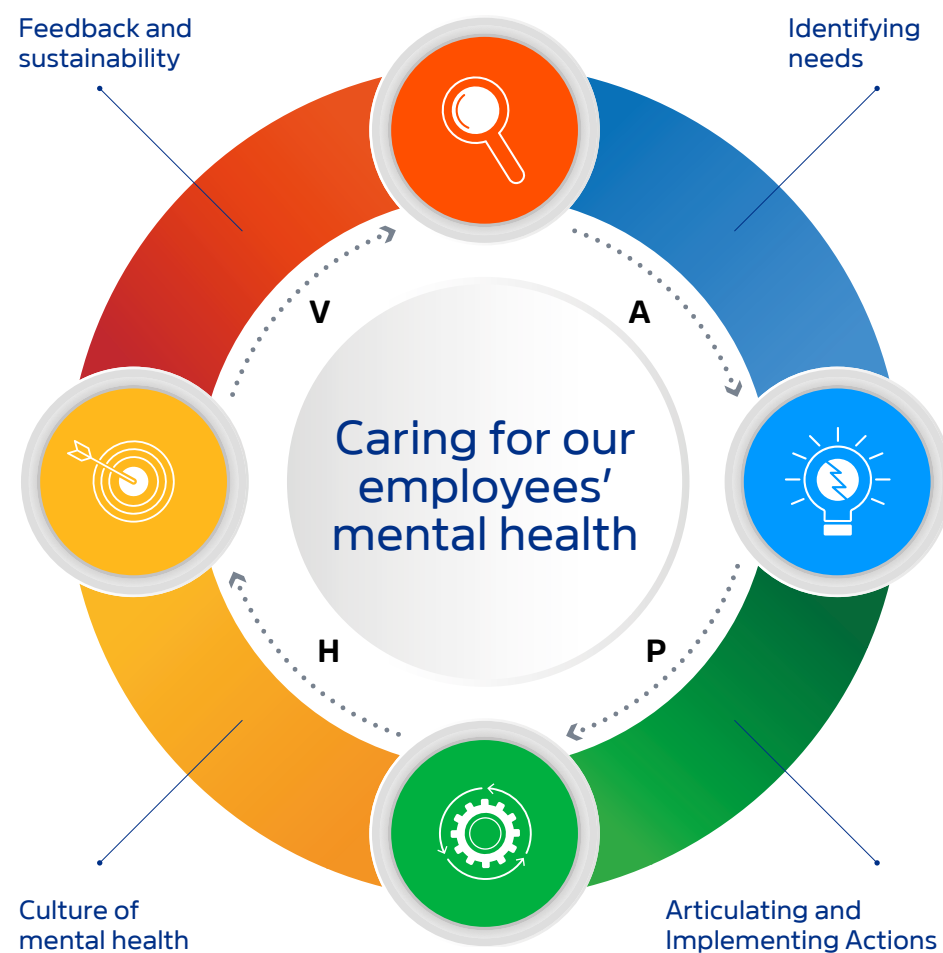 Feedback and
sustainability
Identifying
needs
V
A
Caring for our
employees’
mental health
H
P
Culture of
mental health
Articulating and
Implementing Actions